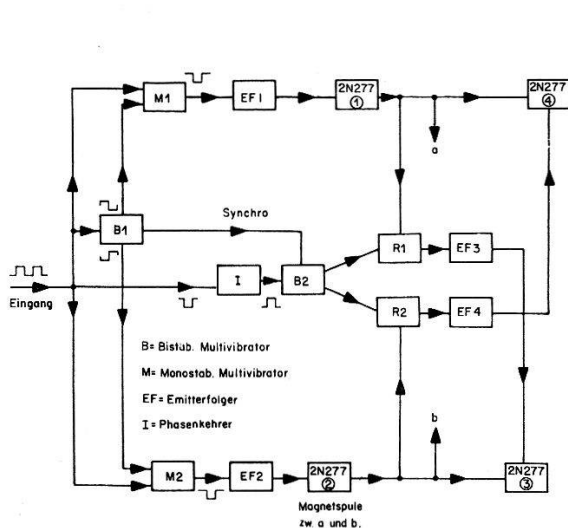 M1
EF1
2N277
①
2N277
④
a
B1
Synchro
R1
EF3
I
B2
Eingang
R2
EF4
B= Bistab. Multivibrator
M= Monostab. Multivibrator
EF= Emitterfolger
I= Phasenkehrer
b
M2
EF2
2N277
②
2N277
③
Magnetspule
zw. a und b.